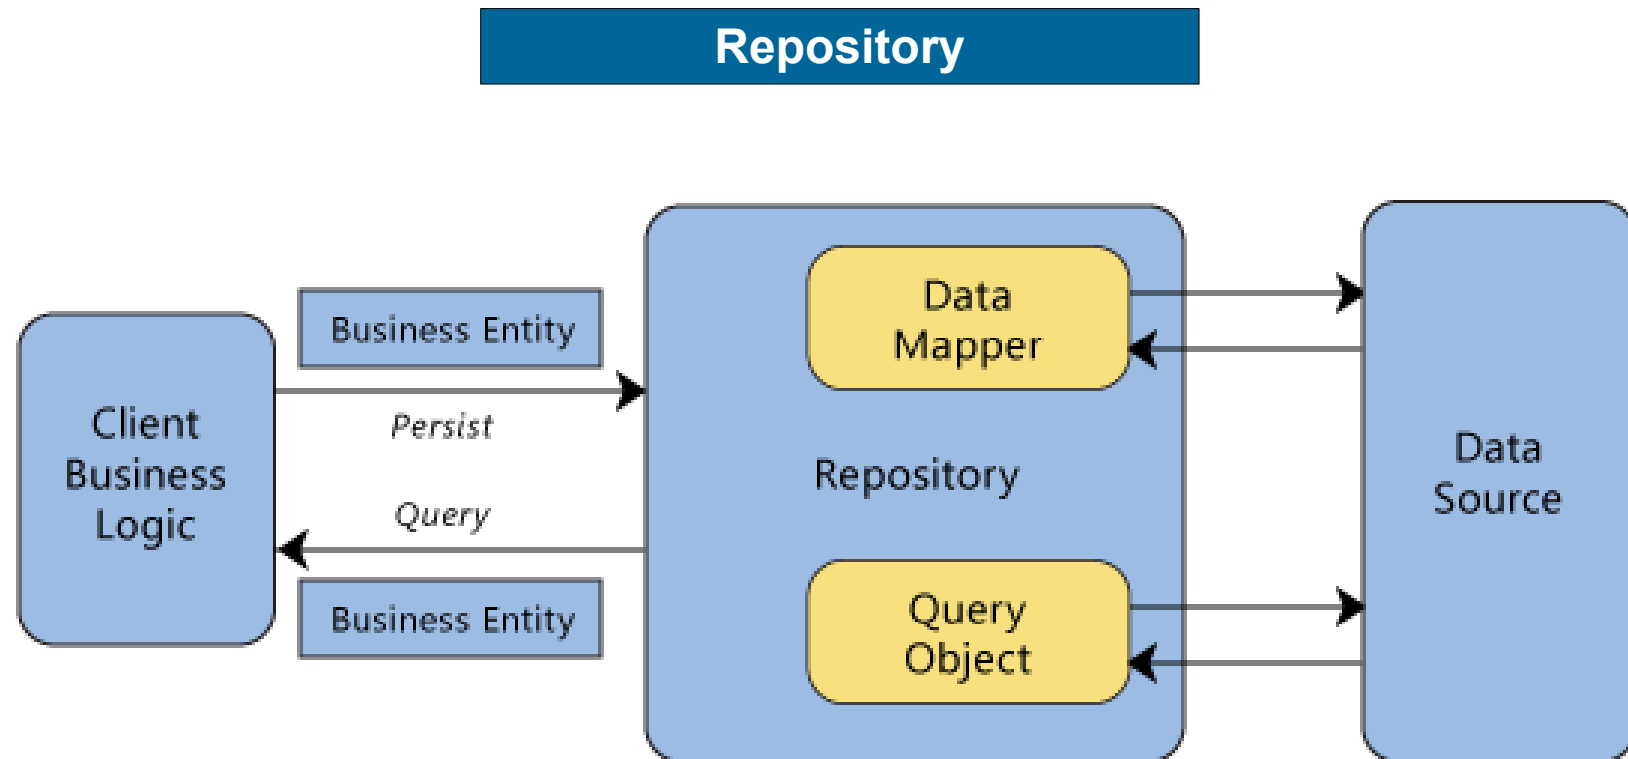 Repository
Business Entity
Persist
Client
Business
Logic
Query
Business Entity
Data
Mapper
Repository
Query
Object
Data
Source